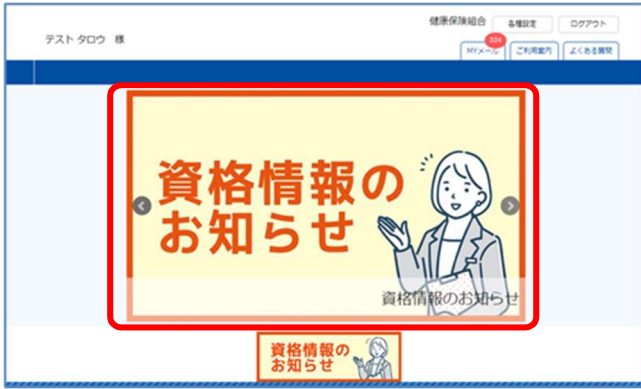 健康保険組合 各種設定 ログアウト
テスト タロウ 様
324
MYメール ご利用案内 よくある質問
資格情報の
お知らせ
資格情報のお知らせ
資格情報の
お知らせ